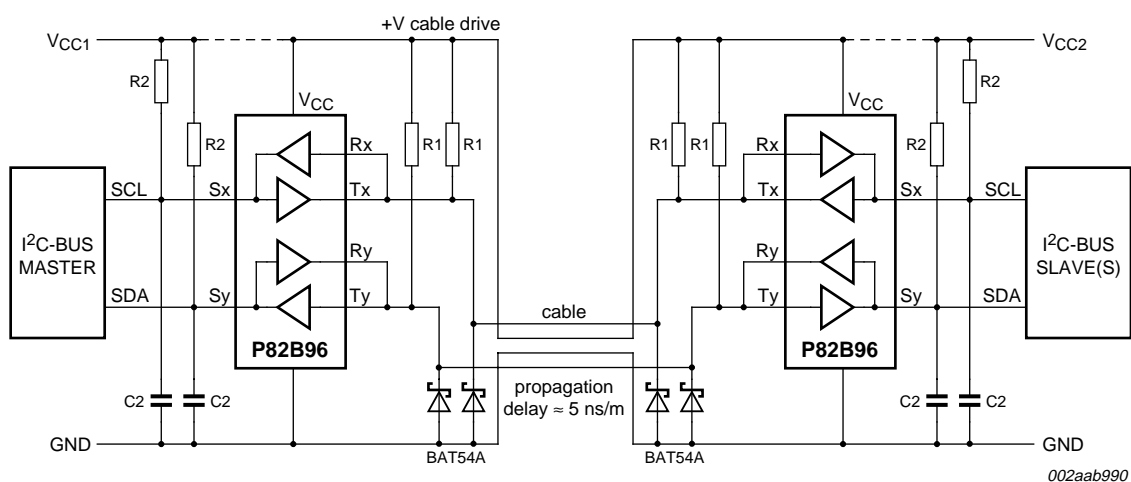 +V cable drive
VCC1
VCC2
R2
R2
VCC
R1
R1
R1
R1
VCC
R2
R2
Rx
Tx
Rx
Tx
SCL
Sx
Sx
SCL
I2C-BUS
MASTER
I2C-BUS
SLAVE(S)
Ry
Ty
Ry
Ty
SDA
Sy
Sy
SDA
cable
P82B96
P82B96
propagation
delay ≈ 5 ns/m
C2
C2
C2
C2
GND
GND
BAT54A
BAT54A
002aab990